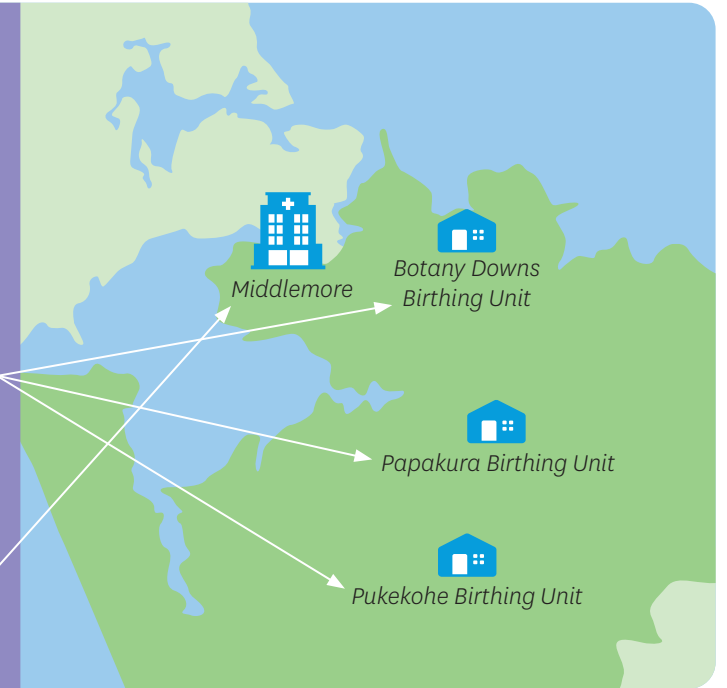 Middlemore
Botany Downs
Birthing Unit
Papakura Birthing Unit
Pukekohe Birthing Unit